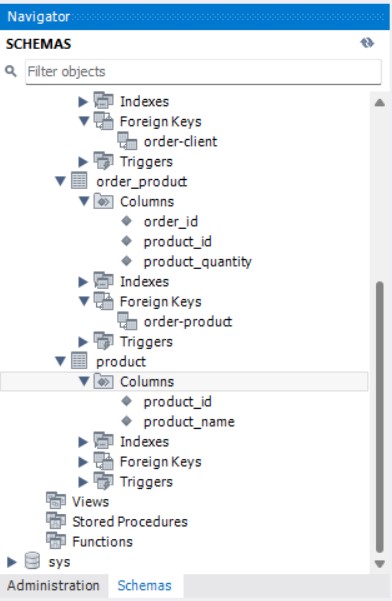 Navigator
SCHEMAS
Filter objects
Indexes
Foreign Keys
order-client
Triggers
order_product
Columns
order_id
product_id
product_quantity
Indexes
Foreign Keys
order-product
Triggers
product
Columns
product_id
product_name
Indexes
Foreign Keys
Triggers
Views
Stored Procedures
Functions
sys
Administration Schemas